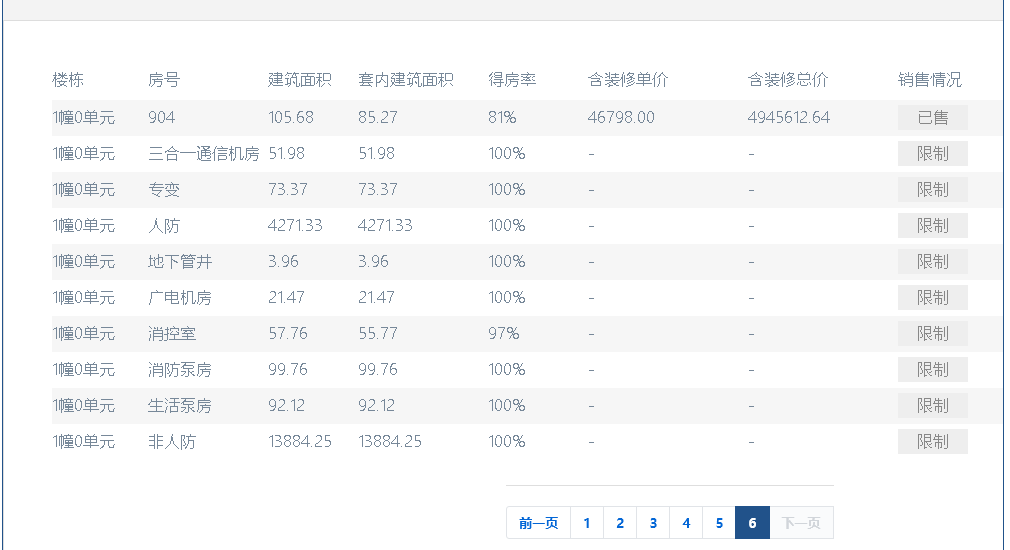 楼栋 房号 建筑面积 套内建筑面积 得房率 含装修单价 含装修总价 销售情况
1幢0单元 904 105.68 85.27 81% 46798.00 4945612.64 已售
1幢0单元 三合一通信机房 51.98 51.98 100% - - 限制
1幢0单元 专变 73.37 73.37 100% - - 限制
1幢0单元 人防 4271.33 4271.33 100% - - 限制
1幢0单元 地下管井 3.96 3.96 100% - - 限制
1幢0单元 广电机房 21.47 21.47 100% - - 限制
1幢0单元 消控室 57.76 55.77 97% - - 限制
1幢0单元 消防泵房 99.76 99.76 100% - - 限制
1幢0单元 生活泵房 92.12 92.12 100% - - 限制
1幢0单元 非人防 13884.25 13884.25 100% - - 限制
前一页 1 2 3 4 5 6 下一页